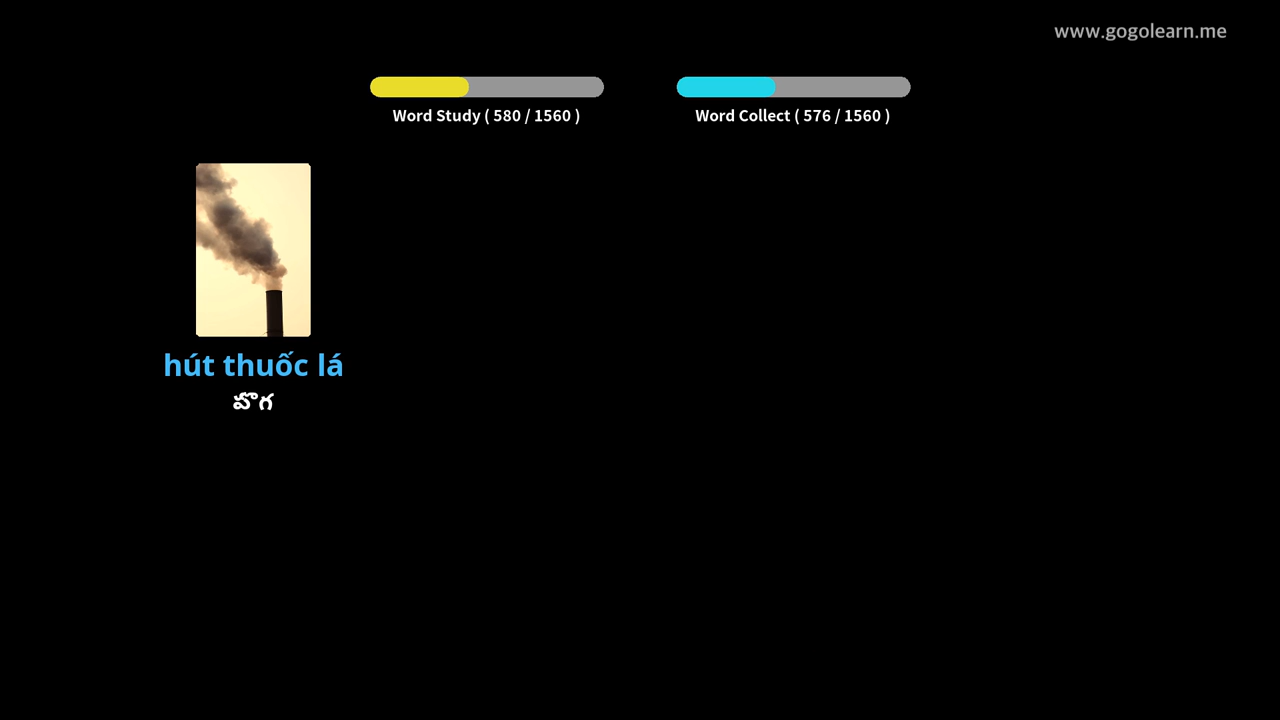 www.gogolearn.me
Word Study ( 580 / 1560 )
Word Collect ( 576 / 1560 )
hút thuốc lá
పొగ